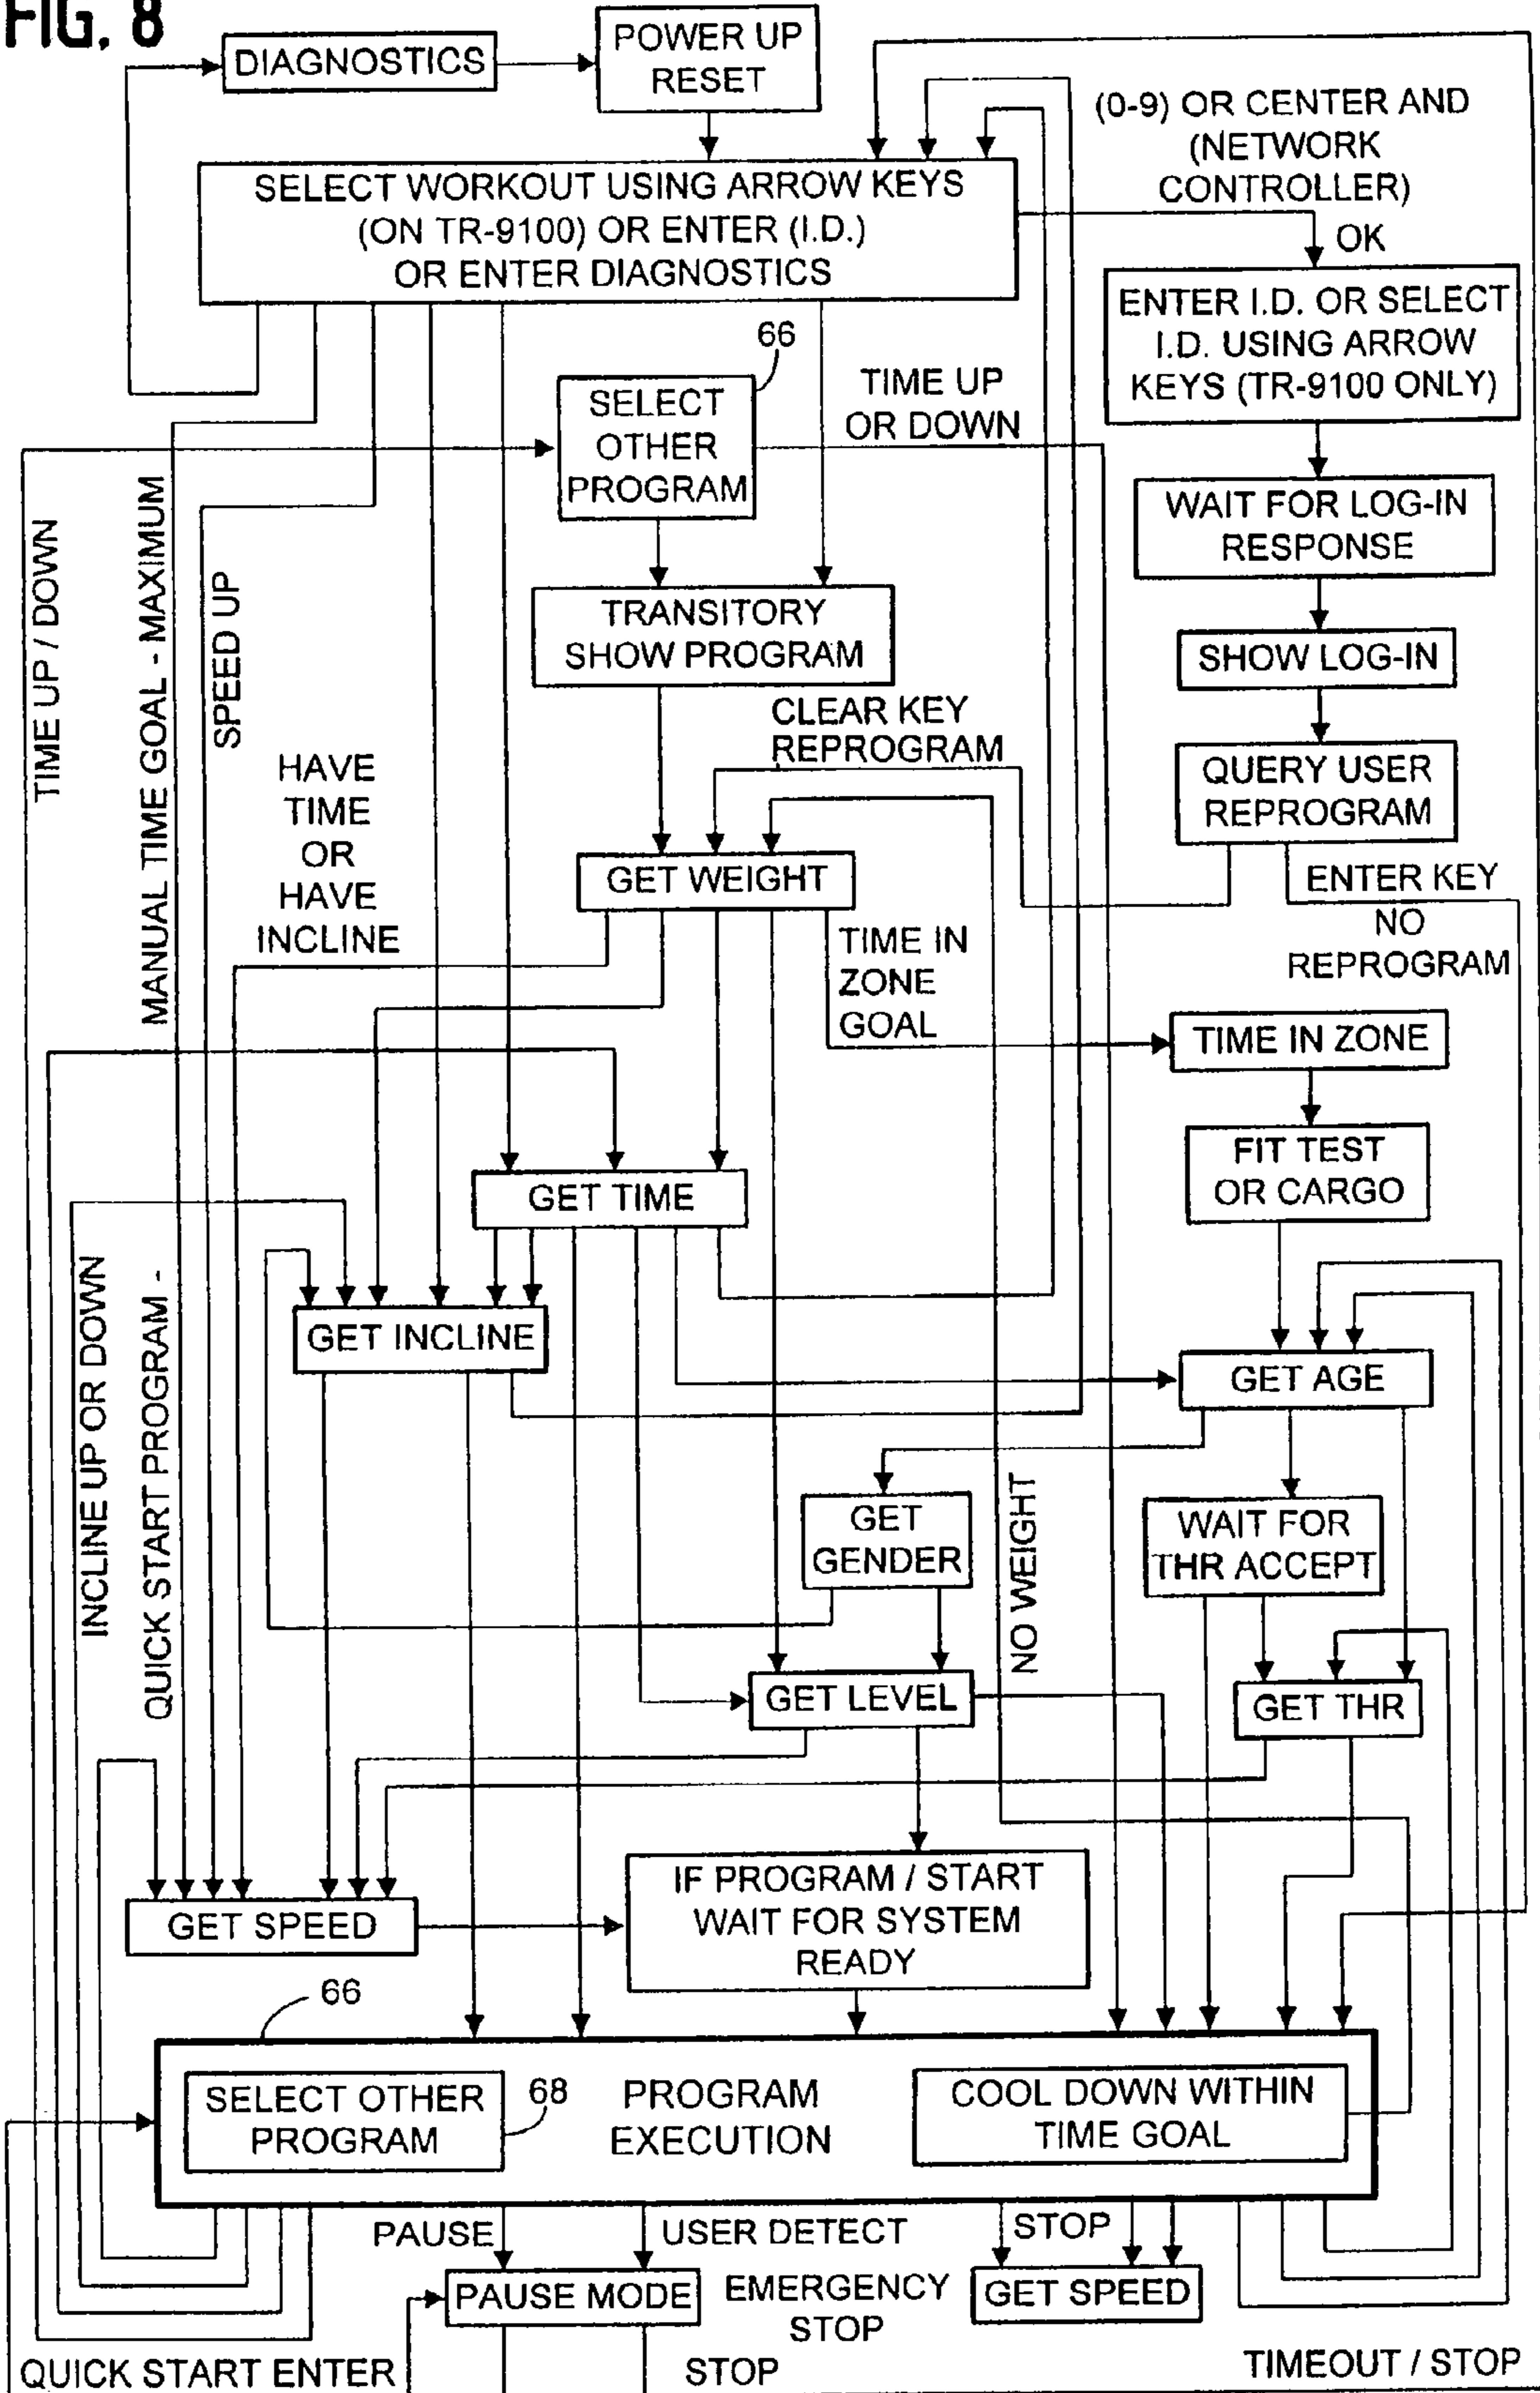 FIG. 8
DIAGNOSTICS
POWER UP
RESET
(0-9) OR CENTER AND
(NETWORK
CONTROLLER)
OK
SELECT WORKOUT USING ARROW KEYS
(ON TR-9100) OR ENTER (I.D.)
OR ENTER DIAGNOSTICS
ENTER I.D. OR SELECT
I.D. USING ARROW
KEYS (TR-9100 ONLY)
66
SELECT
OTHER
PROGRAM
TIME UP
OR DOWN
WAIT FOR LOG-IN
RESPONSE
TIME UP / DOWN
MANUAL TIME GOAL - MAXIMUM
SPEED UP
TRANSITORY
SHOW PROGRAM
SHOW LOG-IN
CLEAR KEY
REPROGRAM
QUERY USER
REPROGRAM
HAVE
TIME
OR
HAVE
INCLINE
GET WEIGHT
ENTER KEY
NO
REPROGRAM
TIME IN
ZONE
GOAL
TIME IN ZONE
FIT TEST
OR CARGO
GET TIME
INCLINE UP OR DOWN
QUICK START PROGRAM -
GET INCLINE
GET AGE
GET
GENDER
NO WEIGHT
WAIT FOR
THR ACCEPT
GET LEVEL
GET THR
IF PROGRAM / START
WAIT FOR SYSTEM
READY
GET SPEED
66
SELECT OTHER
PROGRAM
68
PROGRAM
EXECUTION
COOL DOWN WITHIN
TIME GOAL
PAUSE
USER DETECT
STOP
PAUSE MODE
EMERGENCY
STOP
GET SPEED
QUICK START ENTER
STOP
TIMEOUT / STOP